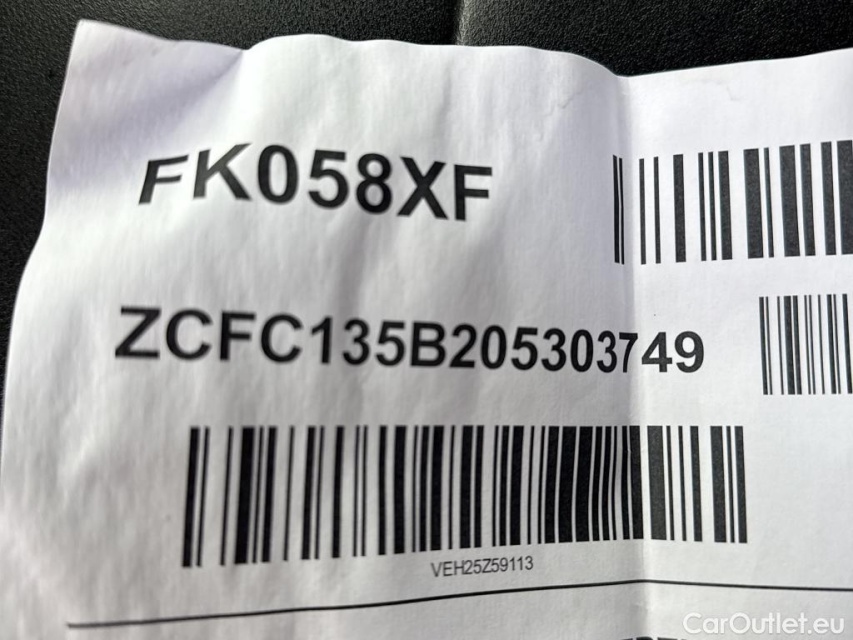 FK058XF
ZCFC135B205303749
VEH25Z59113
CarOutlet.eu